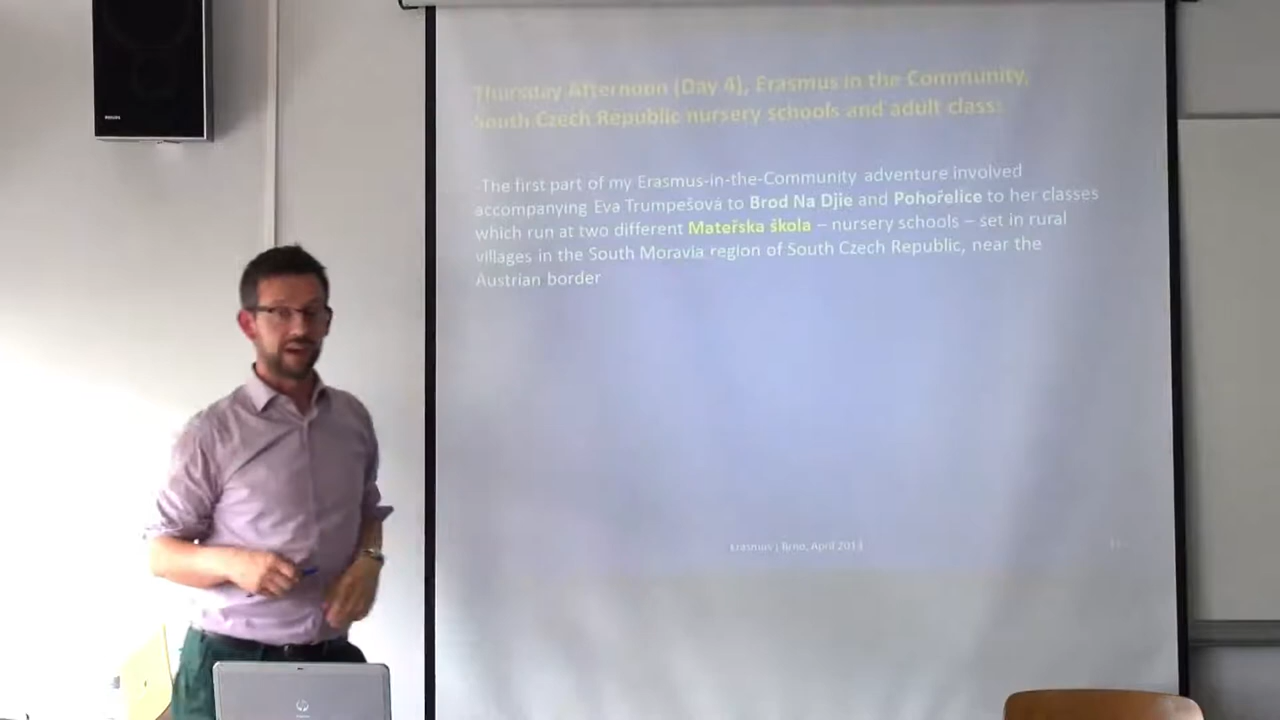 PHILIPS
Thursday Afternoon (Day 4), Erasmus in the Community,
South Czech Republic nursery schools and adult class:
-The first part of my Erasmus-in-the-Community adventure involved
accompanying Eva Trumpešová to Brod Na Djie and Pohořelice to her classes
which run at two different Mateřska škola – nursery schools – set in rural
villages in the South Moravia region of South Czech Republic, near the
Austrian border
Erasmus | Brno, April 2013
hp